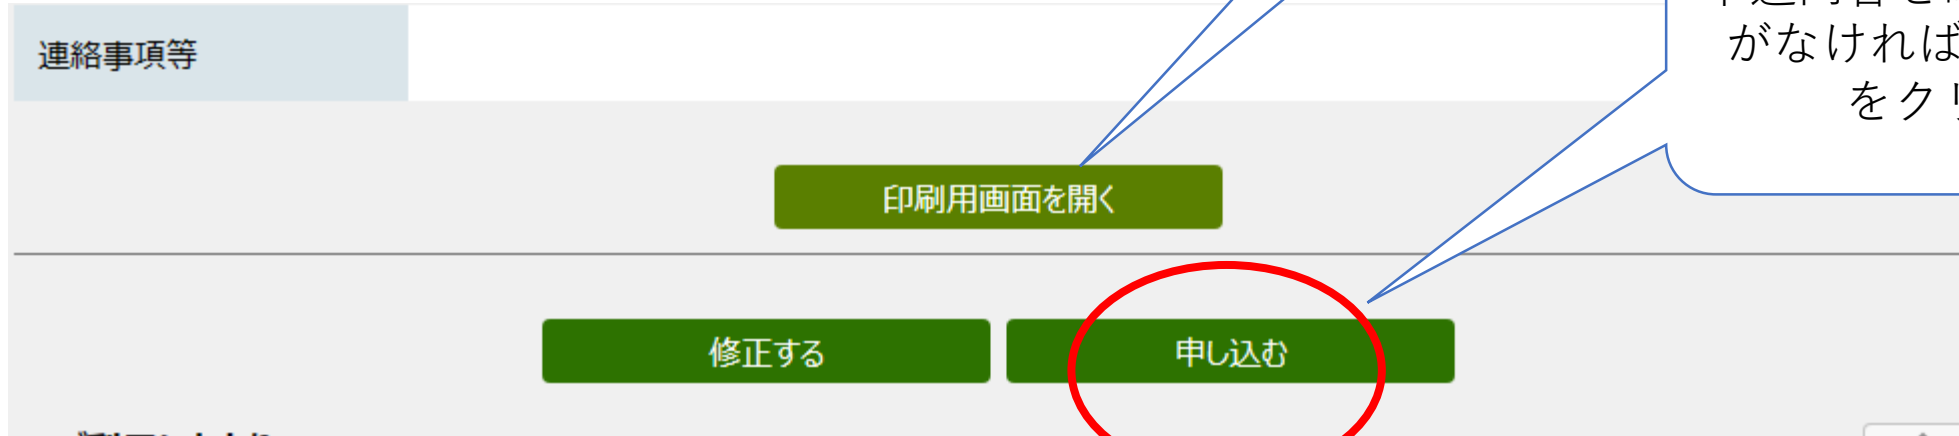 連絡事項等
がなければ
をク
印刷用画面を開く
修正する
申し込む